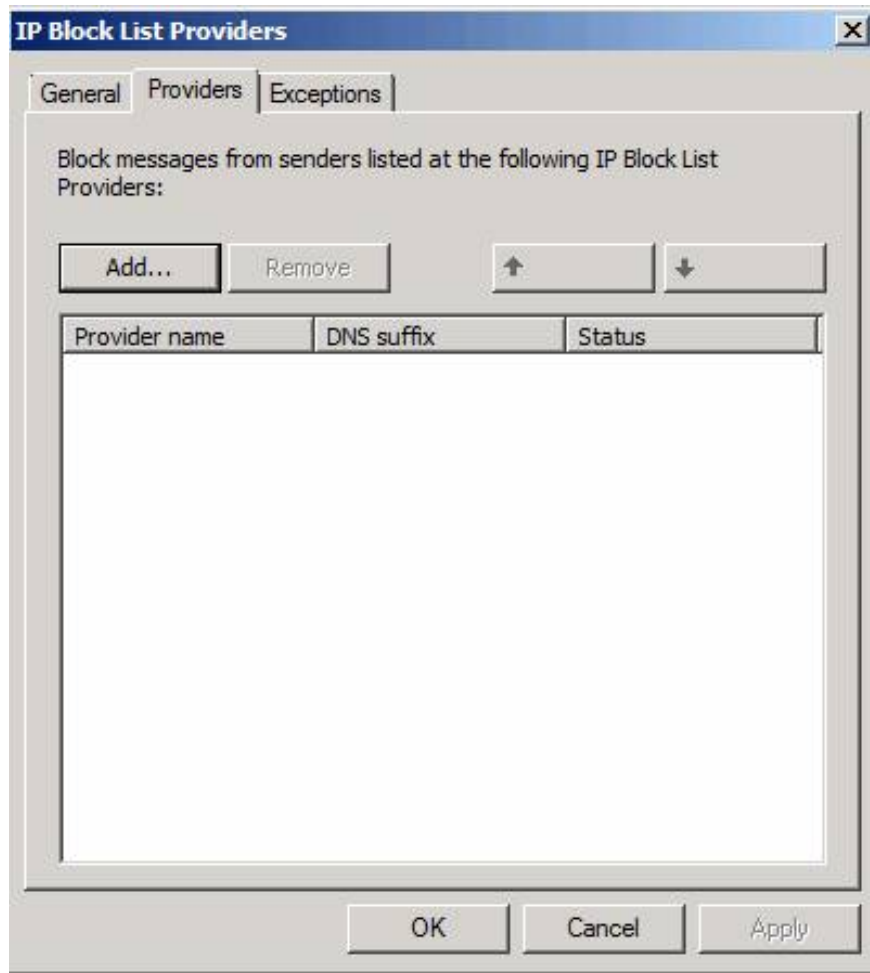 IP Block List Providers
General Providers Exceptions
Block messages from senders listed at the following IP Block List
Providers:
Add... Remove
Provider name DNS suffix Status
OK Cancel Apply